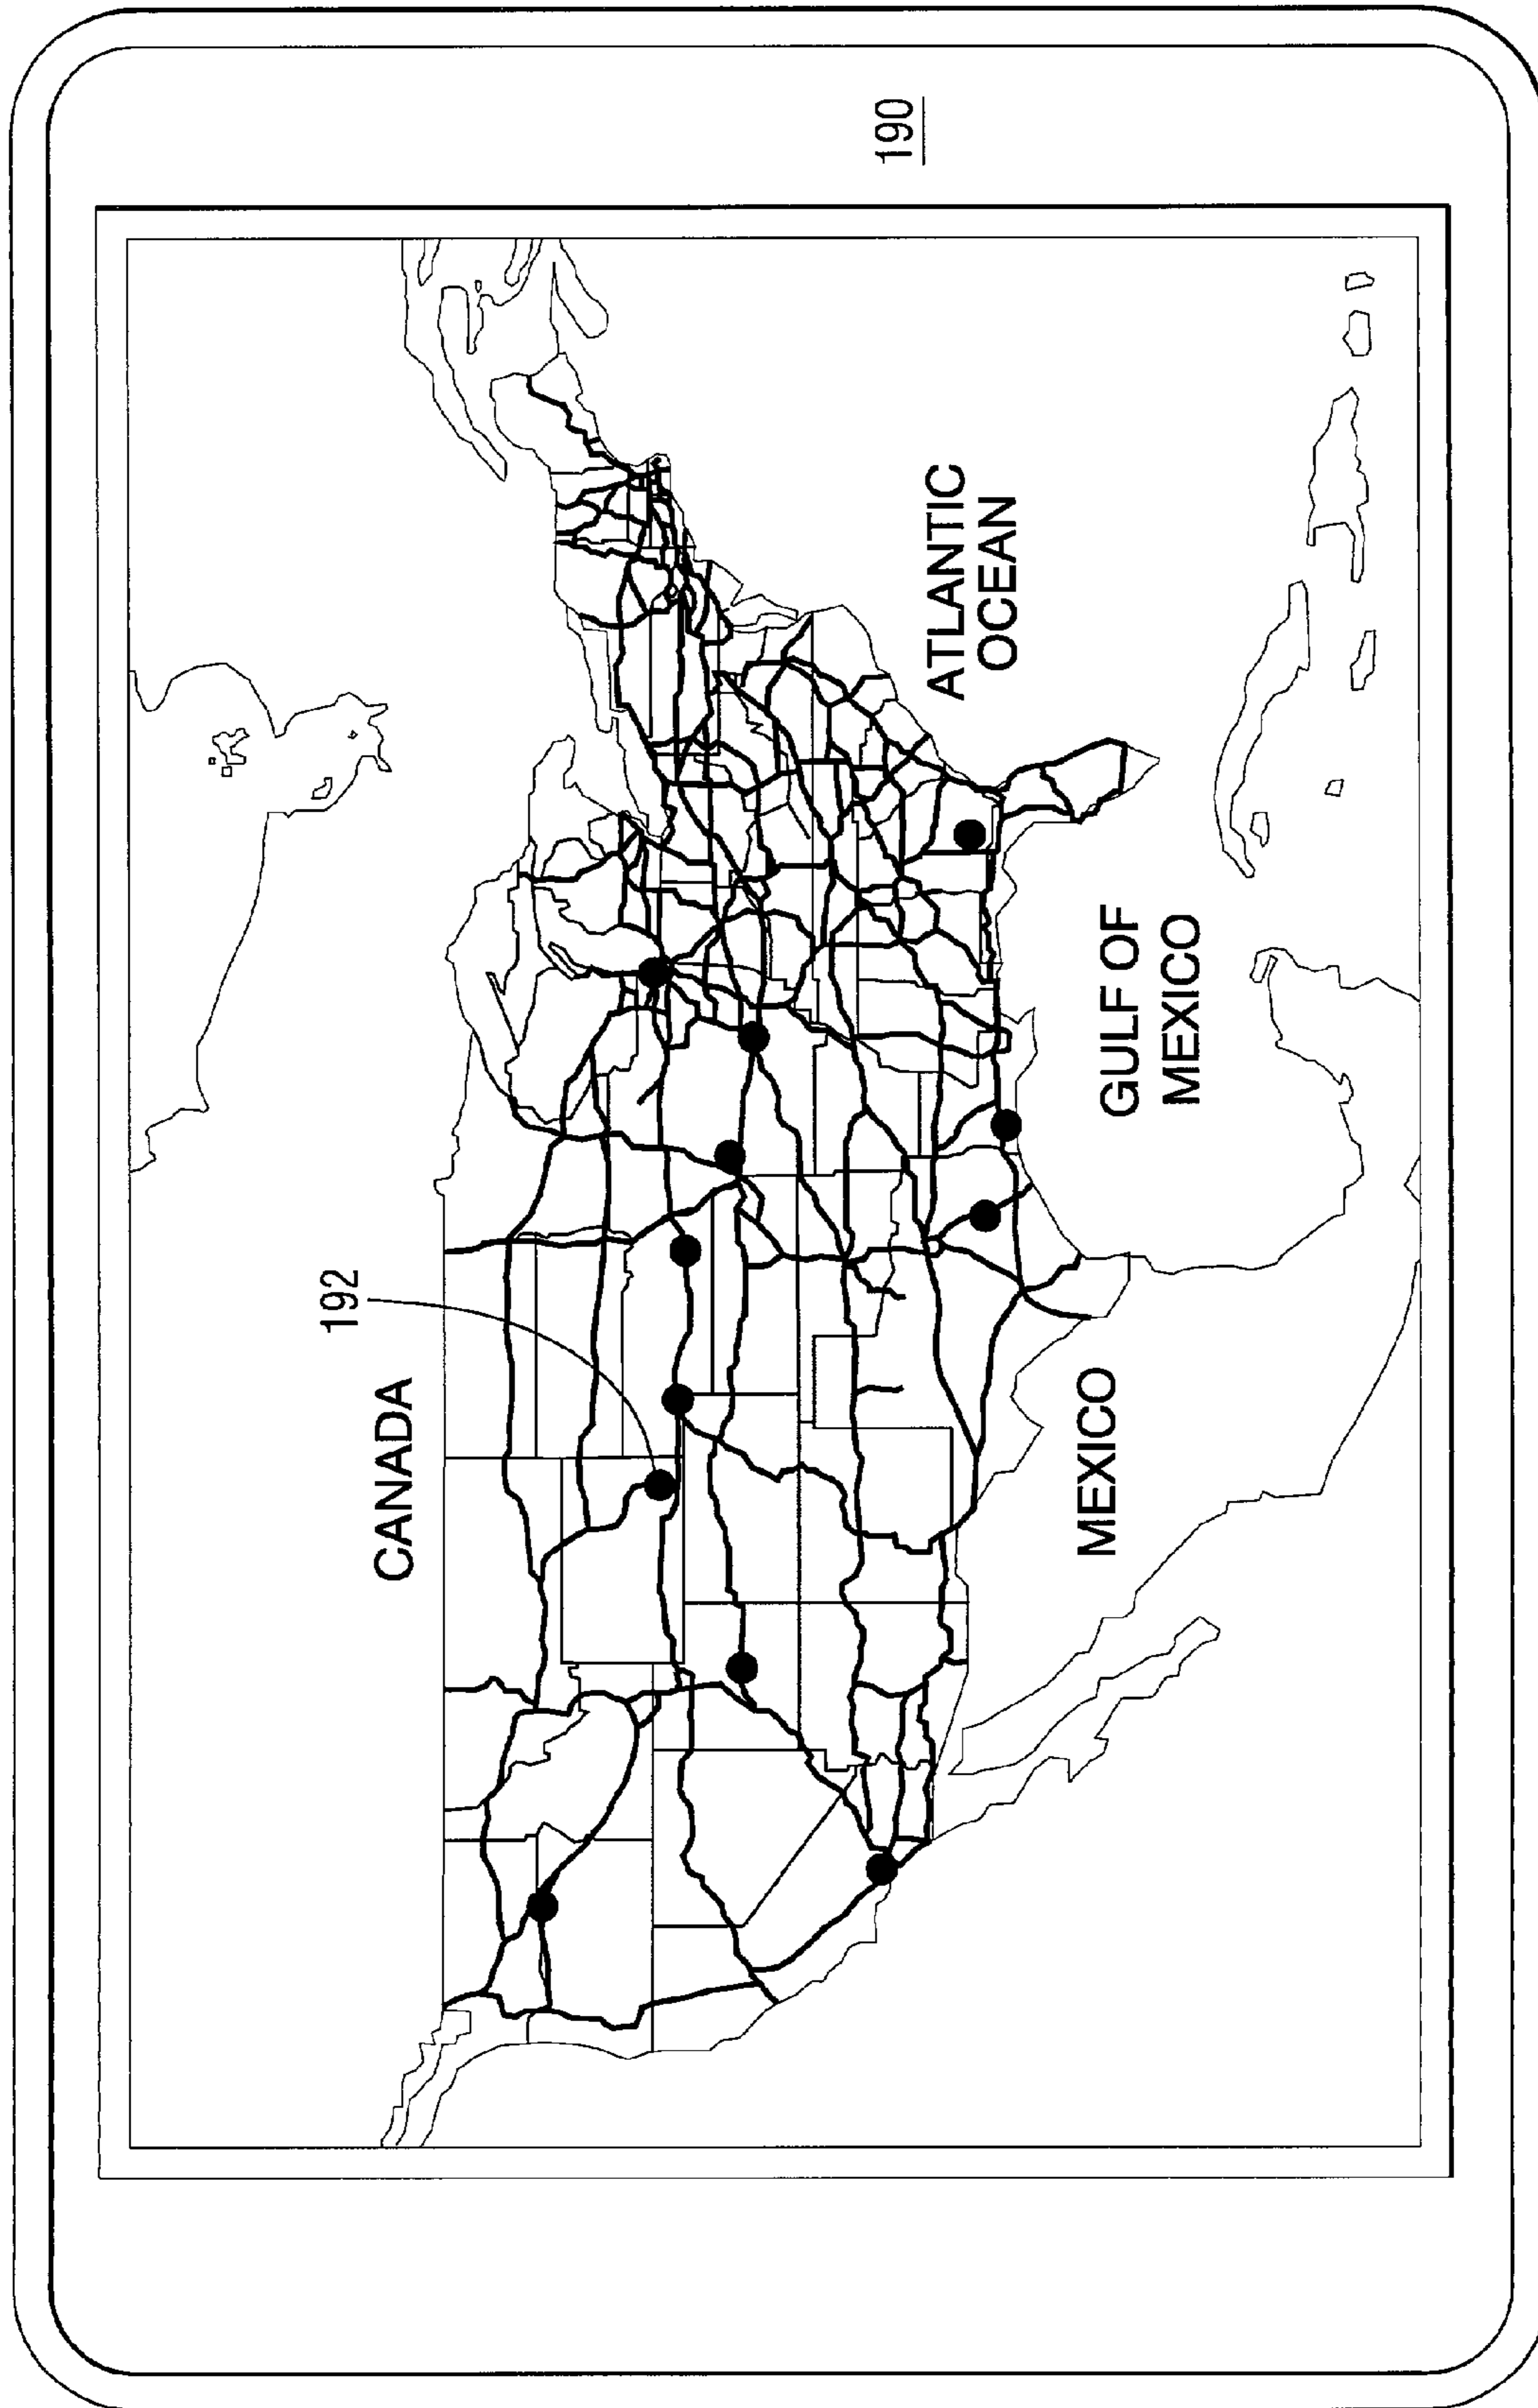 190
192
CANADA
ATLANTIC
OCEAN
GULF OF
MEXICO
MEXICO